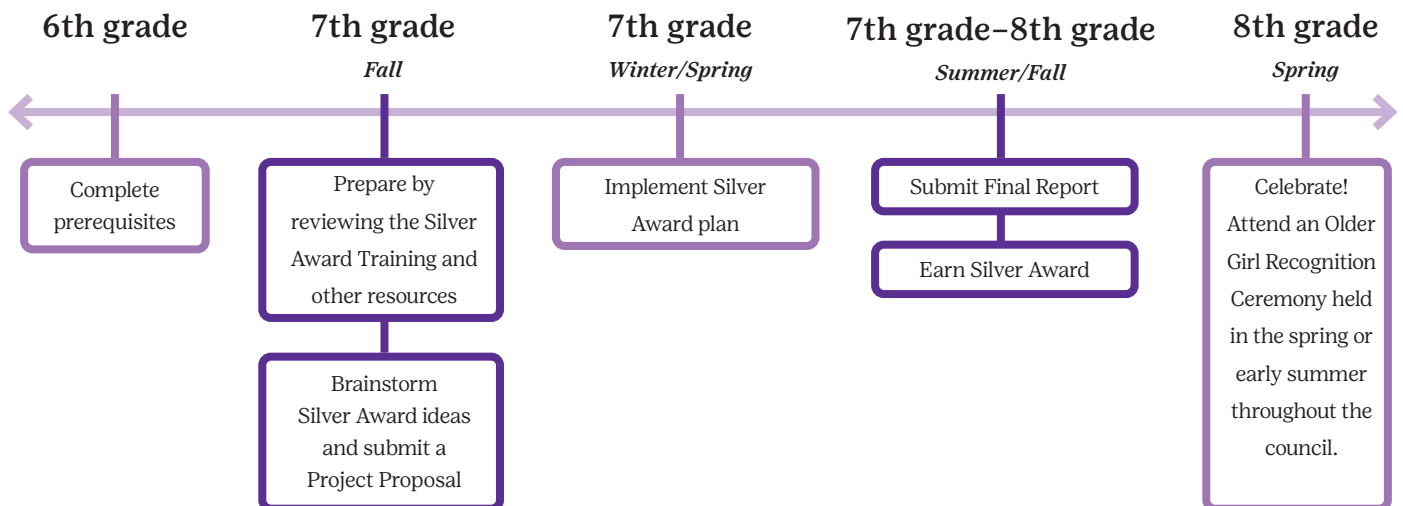 6th grade
Complete
prerequisites
7th grade
Fall
Prepare by
reviewing the Silver
Award Training and
other resources
Brainstorm
Silver Award ideas
and submit a
Project Proposal
7th grade
Winter/Spring
Implement Silver
Award plan
7th grade–8th grade
Summer/Fall
Submit Final Report
Earn Silver Award
8th grade
Spring
Celebrate!
Attend an Older
Girl Recognition
Ceremony held
in the spring or
early summer
throughout the
council.